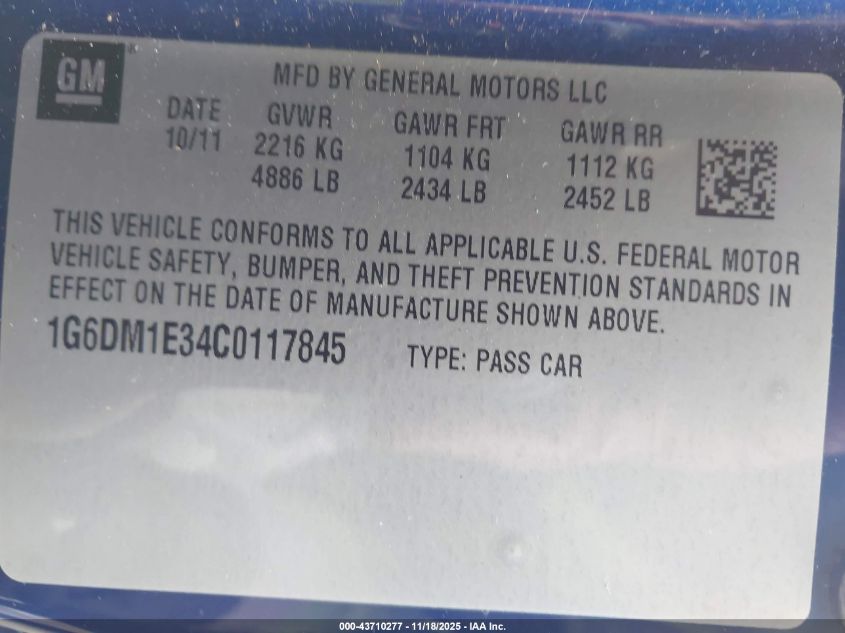 GM
MFD BY GENERAL MOTORS LLC
DATE GVWR GAWR FRT GAWR RR
10/11 2216 KG 1104 KG 1112 KG
4886 LB 2434 LB 2452 LB
THIS VEHICLE CONFORMS TO ALL APPLICABLE U.S. FEDERAL MOTOR
VEHICLE SAFETY, BUMPER, AND THEFT PREVENTION STANDARDS IN
EFFECT ON THE DATE OF MANUFACTURE SHOWN ABOVE.
1G6DM1E34C0117845 TYPE: PASS CAR
000-43710277 - 11/18/2025 - IAA Inc.